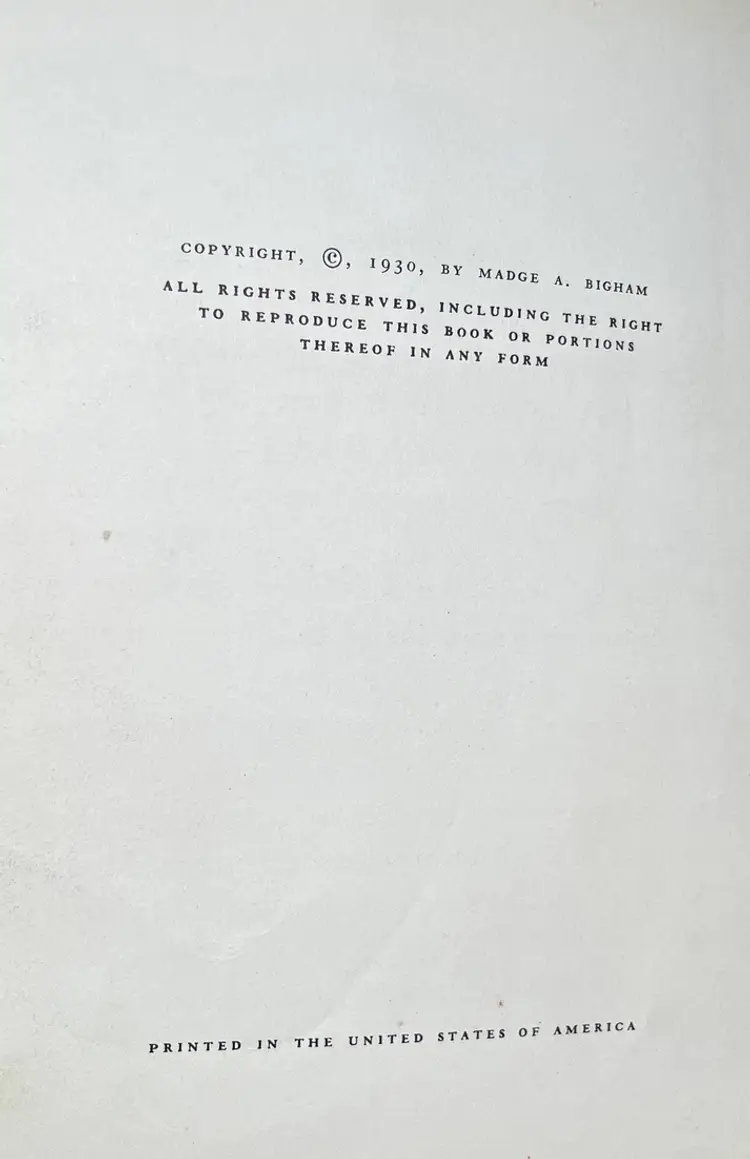 COPYRIGHT, ©, 1930, BY MADGE A. BIGHAM
ALL RIGHTS RESERVED, INCLUDING THE RIGHT
TO REPRODUCE THIS BOOK OR PORTIONS
THEREOF IN ANY FORM
PRINTED IN THE UNITED STATES OF AMERICA